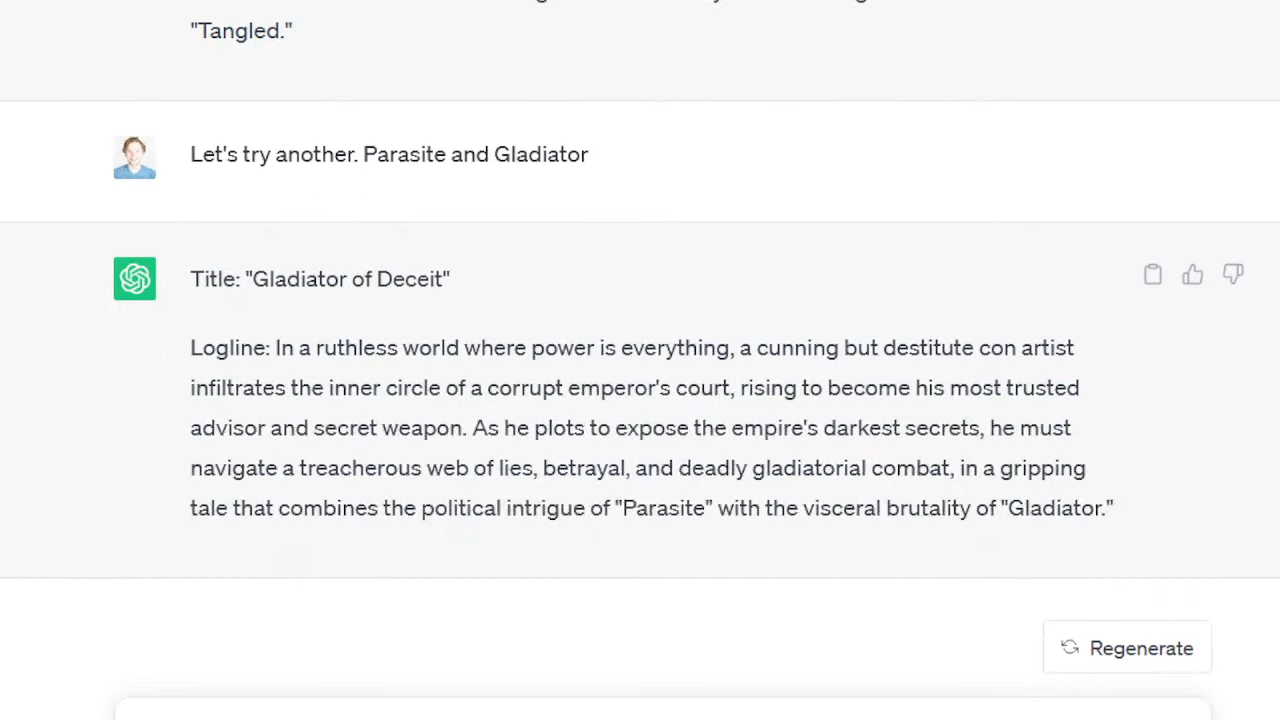 "Tangled."
Let's try another. Parasite and Gladiator
Title: "Gladiator of Deceit"
Logline: In a ruthless world where power is everything, a cunning but destitute con artist
infiltrates the inner circle of a corrupt emperor's court, rising to become his most trusted
advisor and secret weapon. As he plots to expose the empire's darkest secrets, he must
navigate a treacherous web of lies, betrayal, and deadly gladiatorial combat, in a gripping
tale that combines the political intrigue of "Parasite" with the visceral brutality of "Gladiator."
Regenerate